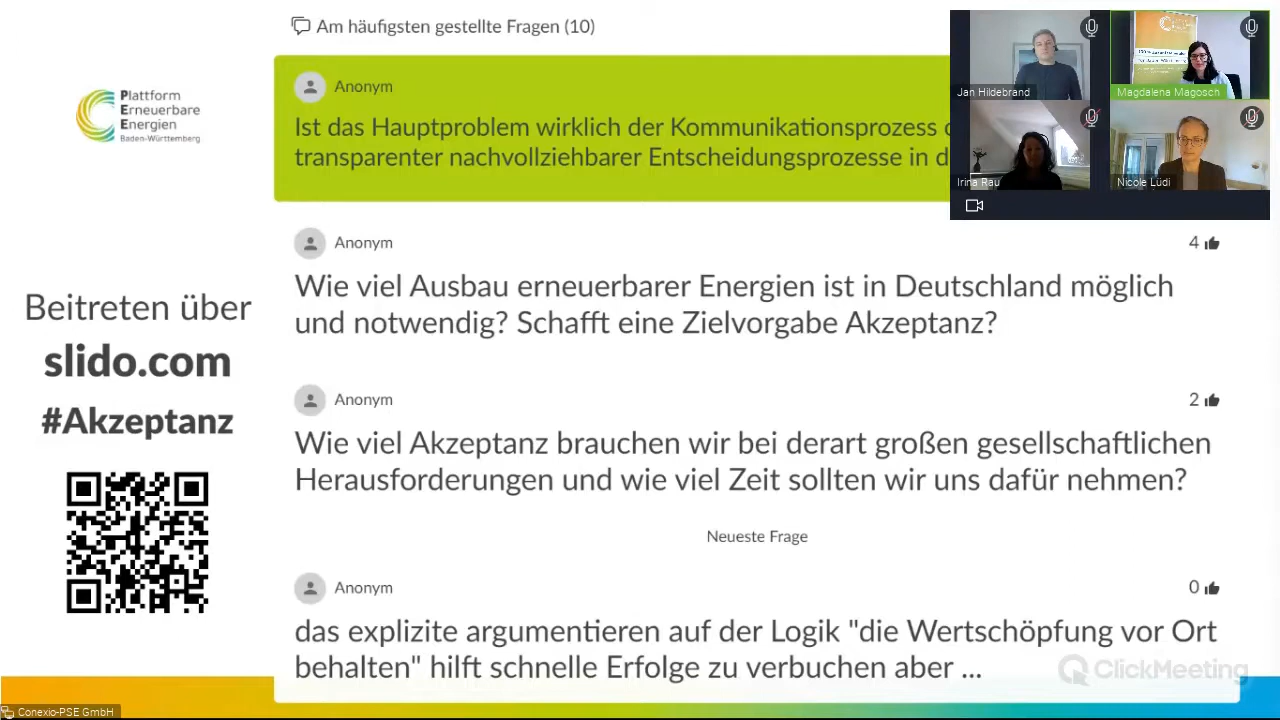 Am häufigsten gestellte Fragen (10)
Plattform
Erneuerbare
Energien
Baden-Württemberg
Beitreten über
slido.com
#Akzeptanz
Anonym
Ist das Hauptproblem wirklich der Kommunikationsprozess
transparenter nachvollziehbarer Entscheidungsprozesse in
Anonym
4
Wie viel Ausbau erneuerbarer Energien ist in Deutschland möglich
und notwendig? Schafft eine Zielvorgabe Akzeptanz?
Anonym
2
Wie viel Akzeptanz brauchen wir bei derart großen gesellschaftlichen
Herausforderungen und wie viel Zeit sollten wir uns dafür nehmen?
Neueste Frage
Anonym
0
das explizite argumentieren auf der Logik "die Wertschöpfung vor Ort
behalten" hilft schnelle Erfolge zu verbuchen aber ...
Jan Hildebrand
Magdalena Magosch
Irina Rau
Nicole Lüdi
ClickMeeting
Conexio-PSE GmbH